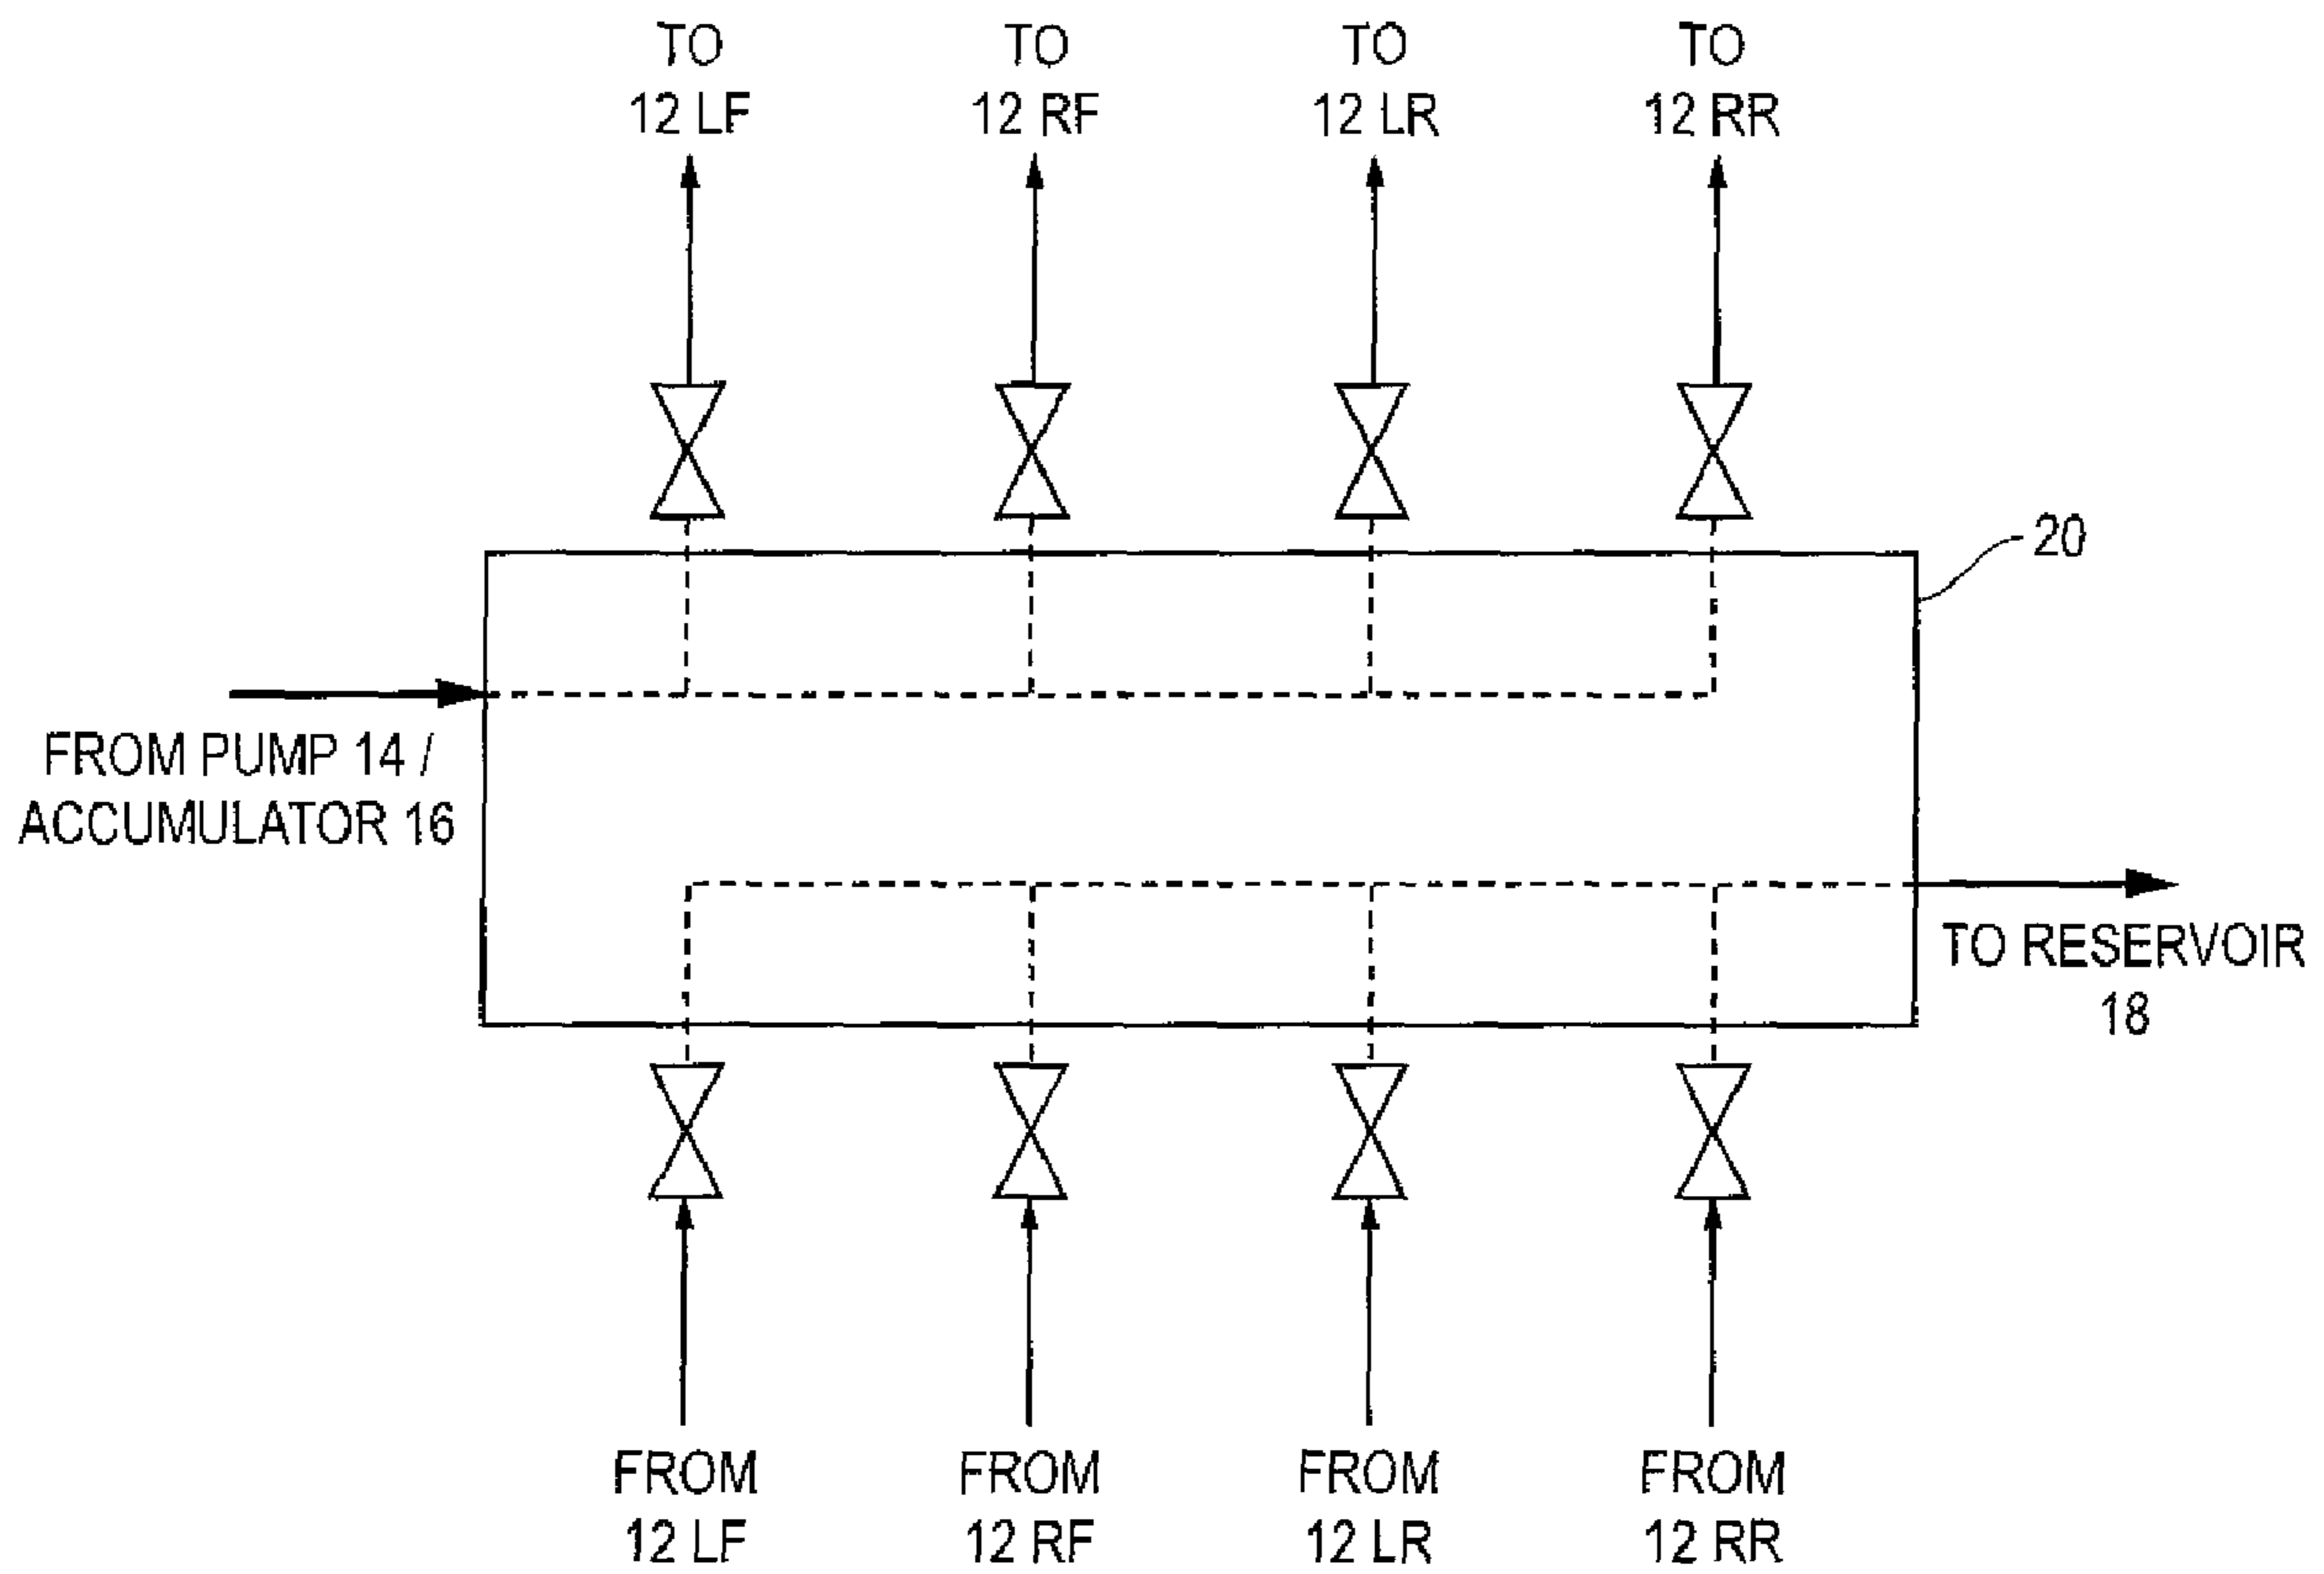 TO
12 LF
TO
12 RF
TO
12 LR
TO
12 RR
20
FROM PUMP 14 /
ACCUMULATOR 16
TO RESERVOIR
18
FROM
12 LF
FROM
12 RF
FROM
12 LR
FROM
12 RR